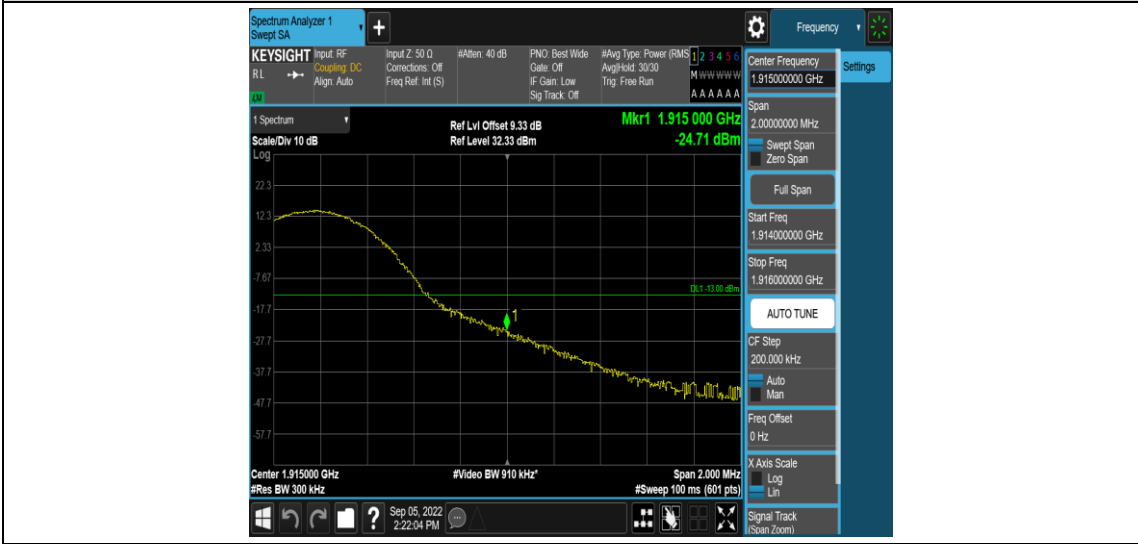 Spectrum Analyzer 1
Swept SA
+
Frequency
KEYSIGHT
RL
Input: RF
Coupling: DC
Align: Auto
Input Z: 50 Ω
Corrections: Off
Freq Ref: Int (S)
#Atten: 40 dB
PNO: Best Wide
Gate: Off
IF Gain: Low
Sig Track: Off
#Avg Type: Power (RMS
Avg|Hold: 30/30
Trig: Free Run
1 2 3 4 5 6
M W W W W W
A A A A A A
1 Spectrum
Scale/Div 10 dB
Log
Ref Lvl Offset 9.33 dB
Ref Level 32.33 dBm
Mkr1 1.915 000 GHz
-24.71 dBm
22.3
12.3
2.33
-7.67
-17.7
-27.7
-37.7
-47.7
-57.7
DL1 -13.00 dBm
1
Center 1.915000 GHz
#Res BW 300 kHz
#Video BW 910 kHz*
Span 2.000 MHz
#Sweep 100 ms (601 pts)
?
Sep 05, 2022
2:22:04 PM
Center Frequency
1.915000000 GHz
Settings
Span
2.00000000 MHz
Swept Span
Zero Span
Full Span
Start Freq
1.914000000 GHz
Stop Freq
1.916000000 GHz
AUTO TUNE
CF Step
200.000 kHz
Auto
Man
Freq Offset
0 Hz
X Axis Scale
Log
Lin
Signal Track
(Span Zoom)